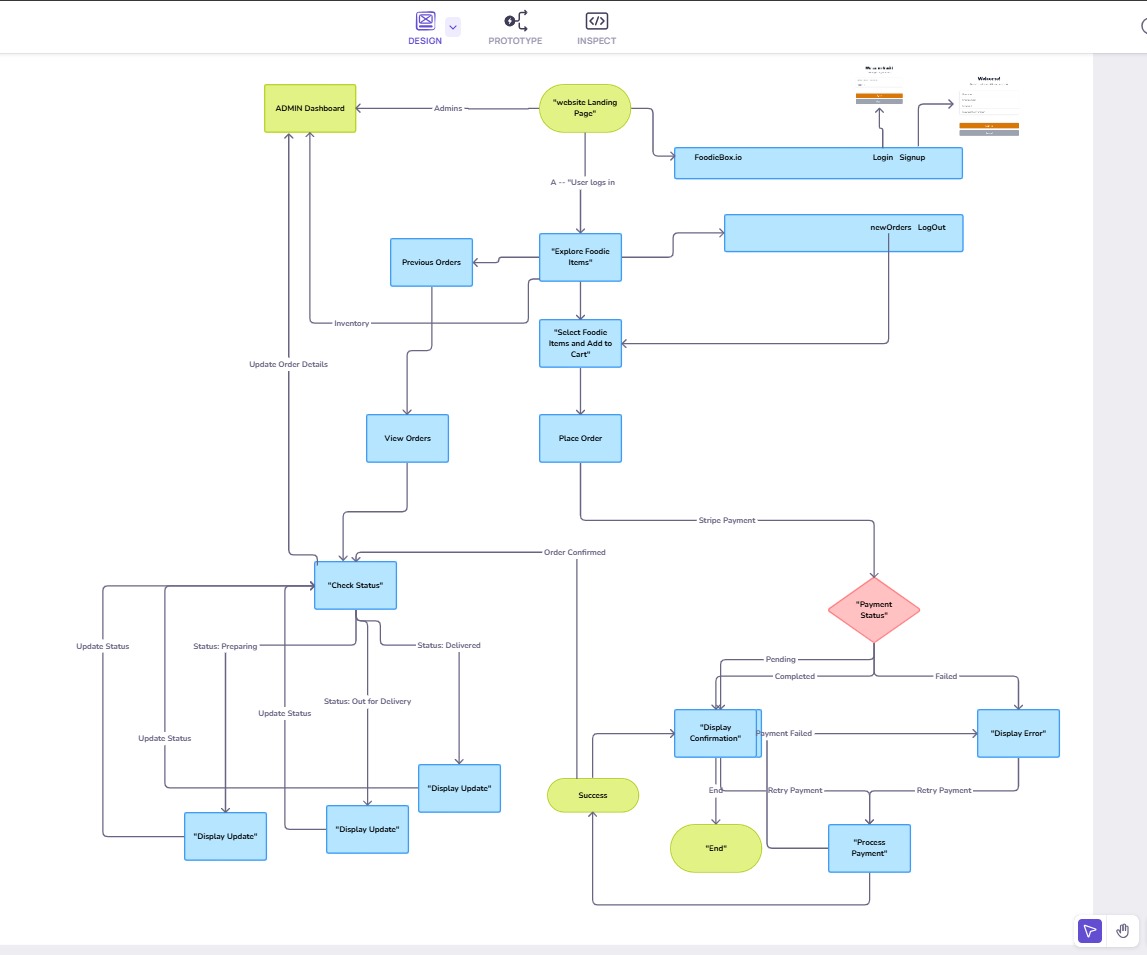 DESIGN
PROTOTYPE
INSPECT
ADMIN Dashboard
Admins
"website Landing
Page"
Welcome!
FoodieBox.io
Login
Signup
A -- "User logs in
newOrders
LogOut
Previous Orders
"Explore Foodie
Items"
Inventory
"Select Foodie
Items and Add to
Cart"
Update Order Details
View Orders
Place Order
Stripe Payment
Order Confirmed
"Check Status"
"Payment
Status"
Update Status
Status: Preparing
Status: Delivered
Pending
Completed
Failed
Status: Out for Delivery
Update Status
Update Status
"Display
Confirmation"
Payment Failed
"Display Error"
"Display Update"
Success
End
Retry Payment
Retry Payment
"Display Update"
"Display Update"
"End"
"Process
Payment"